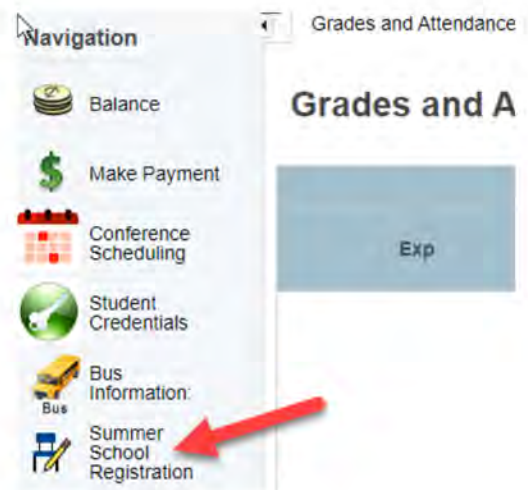 Navigation
Balance
Make Payment
Conference
Scheduling
Student
Credentials
Bus
Information:
Bus
Summer
School
Registration
Grades and Attendance
Grades and A
Exp